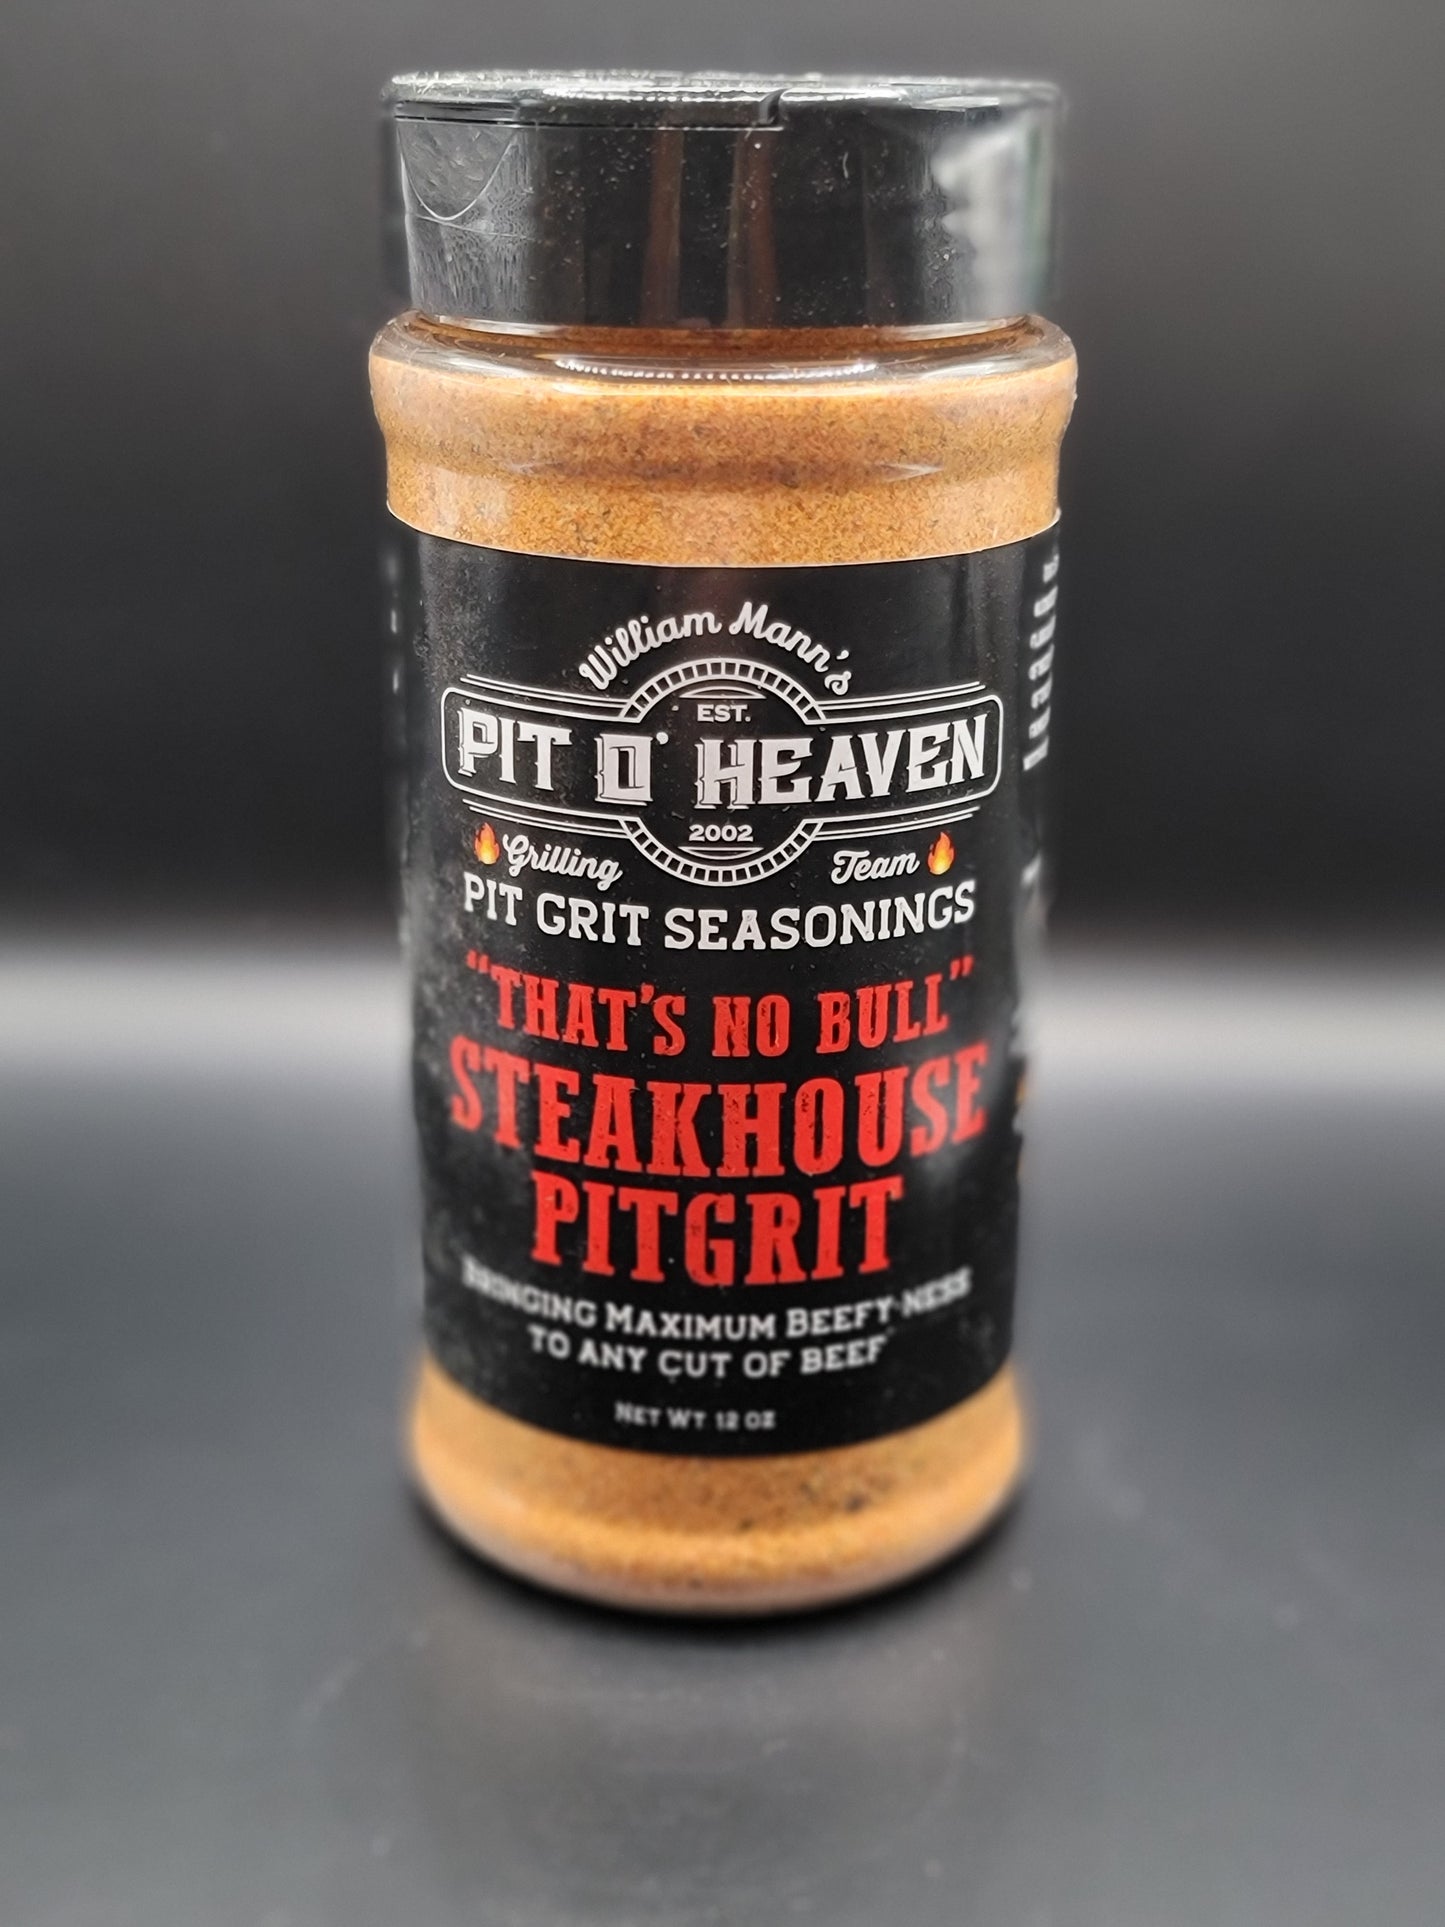 William Mann's
EST.
PIT O' HEAVEN
2002
Grilling Team
PIT GRIT SEASONINGS
"THAT'S NO BULL"
STEAKHOUSE
PITGRIT
BRINGING MAXIMUM BEEFY-NESS
TO ANY CUT OF BEEF
NET WT 12 OZ